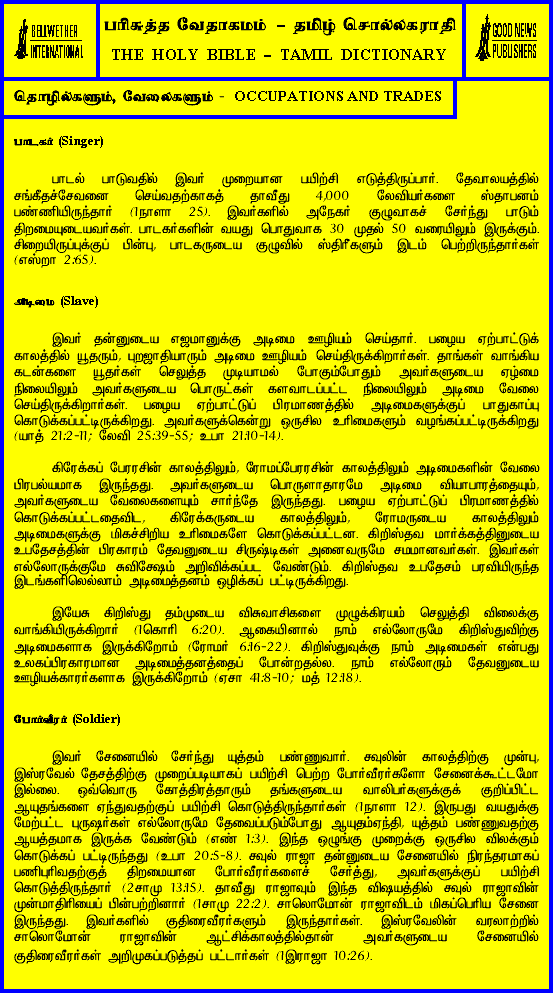 BELLWETHER
INTERNATIONAL
பரிசுத்த வேதாகமம் – தமிழ் சொல்லகராதி
THE HOLY BIBLE – TAMIL DICTIONARY
GOOD NEWS
PUBLISHERS
தொழில்களும், வேலைகளும் - OCCUPATIONS AND TRADES
பாடகர் (Singer)
பாடல் பாடுவதில் இவர் முறையான பயிற்சி எடுத்திருப்பார். தேவாலயத்தில்
சங்கீதச்சேவனை செய்வதற்காகத் தாவீது 4,000 லேவியர்களை ஸ்தாபனம்
பண்ணியிருந்தார் (1நாளா 25). இவர்களில் அநேகர் குழுவாகச் சேர்ந்து பாடும்
திறமையுடையவர்கள். பாடகர்களின் வயது பொதுவாக 30 முதல் 50 வரையிலும் இருக்கும்.
சிறையிருப்புக்குப் பின்பு, பாடகருடைய குழுவில் ஸ்திரீகளும் இடம் பெற்றிருந்தார்கள்
(எஸ்றா 2:65).
அடிமை (Slave)
இவர் தன்னுடைய எஜமானுக்கு அடிமை ஊழியம் செய்தார். பழைய ஏற்பாட்டுக்
காலத்தில் யூதரும், புறஜாதியாரும் அடிமை ஊழியம் செய்திருக்கிறார்கள். தாங்கள் வாங்கிய
கடன்களை யூதர்கள் செலுத்த முடியாமல் போகும்போதும் அவர்களுடைய ஏழ்மை
நிலையிலும் அவர்களுடைய பொருட்கள் களவாடப்பட்ட நிலையிலும் அடிமை வேலை
செய்திருக்கிறார்கள். பழைய ஏற்பாட்டுப் பிரமாணத்தில் அடிமைகளுக்குப் பாதுகாப்பு
கொடுக்கப்பட்டிருக்கிறது. அவர்களுக்கென்று ஒருசில உரிமைகளும் வழங்கப்பட்டிருக்கிறது
(யாத் 21:2-11; லேவி 25:39-55; உபா 21:10-14).
கிரேக்கப் பேரரசின் காலத்திலும், ரோமப்பேரரசின் காலத்திலும் அடிமைகளின் வேலை
பிரபல்யமாக இருந்தது. அவர்களுடைய பொருளாதாரமே அடிமை வியாபாரத்தையும்,
அவர்களுடைய வேலைகளையும் சார்ந்தே இருந்தது. பழைய ஏற்பாட்டுப் பிரமாணத்தில்
கொடுக்கப்பட்டதைவிட, கிரேக்கருடைய காலத்திலும், ரோமருடைய காலத்திலும்
அடிமைகளுக்கு மிகச்சிறிய உரிமைகளே கொடுக்கப்பட்டன. கிறிஸ்தவ மார்க்கத்தினுடைய
உபதேசத்தின் பிரகாரம் தேவனுடைய சிருஷ்டிகள் அனைவருமே சமமானவர்கள். இவர்கள்
எல்லோருக்குமே சுவிசேஷம் அறிவிக்கப்பட வேண்டும். கிறிஸ்தவ உபதேசம் பரவியிருந்த
இடங்களிலெல்லாம் அடிமைத்தனம் ஒழிக்கப் பட்டிருக்கிறது.
இயேசு கிறிஸ்து தம்முடைய விசுவாசிகளை முழுக்கிரயம் செலுத்தி விலைக்கு
வாங்கியிருக்கிறார் (1கொரி 6:20). ஆகையினால் நாம் எல்லோருமே கிறிஸ்துவிற்கு
அடிமைகளாக இருக்கிறோம் (ரோமர் 6:16-22). கிறிஸ்துவுக்கு நாம் அடிமைகள் என்பது
உலகப்பிரகாரமான அடிமைத்தனத்தைப் போன்றதல்ல. நாம் எல்லோரும் தேவனுடைய
ஊழியக்காரர்களாக இருக்கிறோம் (ஏசா 41:8-10; மத் 12:18).
போர்வீரர் (Soldier)
இவர் சேனையில் சேர்ந்து யுத்தம் பண்ணுவார். சவுலின் காலத்திற்கு முன்பு,
இஸ்ரவேல் தேசத்திற்கு முறைப்படியாகப் பயிற்சி பெற்ற போர்வீரர்களோ சேனைக்கூட்டமோ
இல்லை. ஒவ்வொரு கோத்திரத்தாரும் தங்களுடைய வாலிபர்களுக்குக் குறிப்பிட்ட
ஆயுதங்களை ஏந்துவதற்குப் பயிற்சி கொடுத்திருந்தார்கள் (1நாளா 12). இருபது வயதுக்கு
மேற்பட்ட புருஷர்கள் எல்லோருமே தேவைப்படும்போது ஆயுதம்ஏந்தி, யுத்தம் பண்ணுவதற்கு
ஆயத்தமாக இருக்க வேண்டும் (எண் 1:3). இந்த ஒழுங்கு முறைக்கு ஒருசில விலக்கும்
கொடுக்கப் பட்டிருந்தது (உபா 20:5-8). சவுல் ராஜா தன்னுடைய சேனையில் நிரந்தரமாகப்
பணிபுரிவதற்குத் திறமையான போர்வீரர்களைச் சேர்த்து, அவர்களுக்குப் பயிற்சி
கொடுத்திருந்தார் (2சாமு 13:15). தாவீது ராஜாவும் இந்த விஷயத்தில் சவுல் ராஜாவின்
முன்மாதிரியைப் பின்பற்றினார் (1சாமு 22:2). சாலொமோன் ராஜாவிடம் மிகப்பெரிய சேனை
இருந்தது. இவர்களில் குதிரைவீரர்களும் இருந்தார்கள். இஸ்ரவேலின் வரலாற்றில்
சாலொமோன் ராஜாவின் ஆட்சிக்காலத்தில்தான் அவர்களுடைய சேனையில்
குதிரைவீரர்கள் அறிமுகப்படுத்தப் பட்டார்கள் (1இராஜா 10:26).